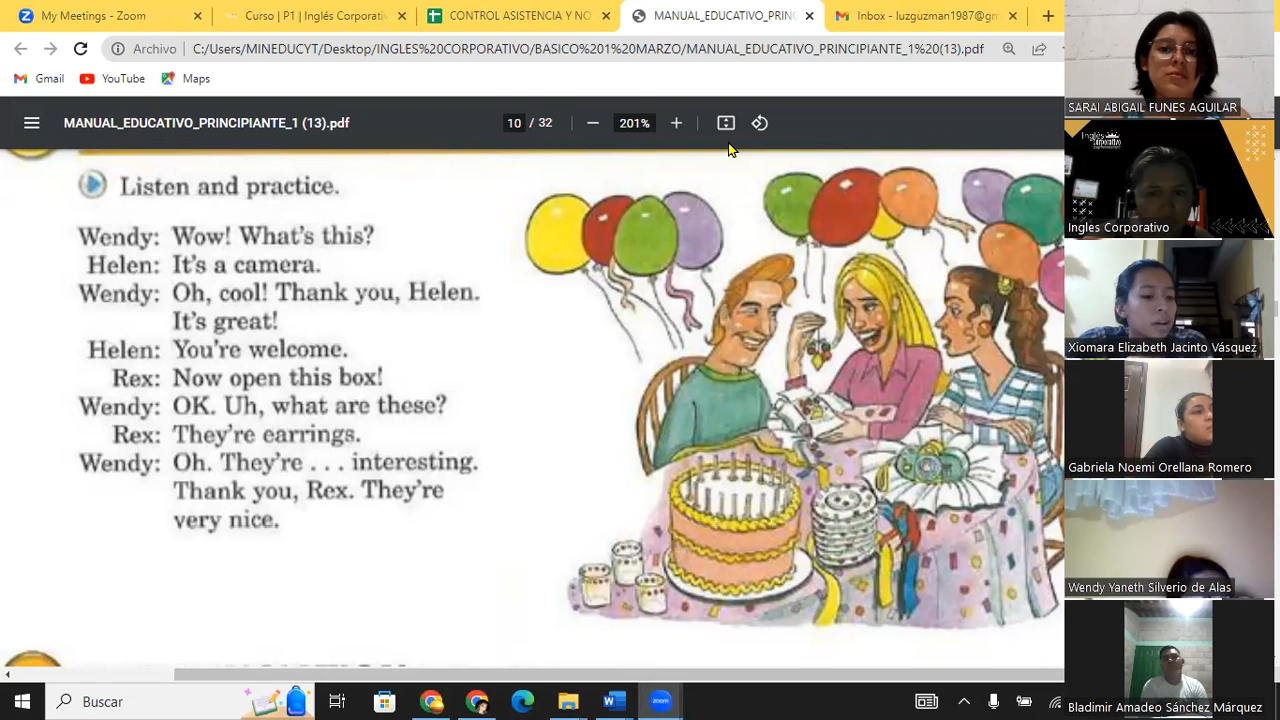 My Meetings - Zoom
Curso | P1 | Inglés Corporativ
CONTROL ASISTENCIA Y NO
MANUAL_EDUCATIVO_PRINC
Inbox - luzguzman1987@gm
Archivo
C:/Users/MINEDUCYT/Desktop/INGLES%20CORPORATIVO/BASICO%201%20MARZO/MANUAL_EDUCATIVO_PRINCIPIANTE_1%20(13).pdf
Gmail
YouTube
Maps
MANUAL_EDUCATIVO_PRINCIPIANTE_1 (13).pdf
10 / 32
201%
Listen and practice.
Wendy: Wow! What's this?
Helen: It's a camera.
Wendy: Oh, cool! Thank you, Helen.
It's great!
Helen: You're welcome.
Rex: Now open this box!
Wendy: OK. Uh, what are these?
Rex: They're earrings.
Wendy: Oh. They're . . . interesting.
Thank you, Rex. They're
very nice.
SARAI ABIGAIL FUNES AGUILAR
Inglés
Corporativo
Ingles Corporativo
Xiomara Elizabeth Jacinto Vásquez
Gabriela Noemi Orellana Romero
Wendy Yaneth Silverio de Alas
Bladimir Amadeo Sánchez Márquez
Buscar
zoom